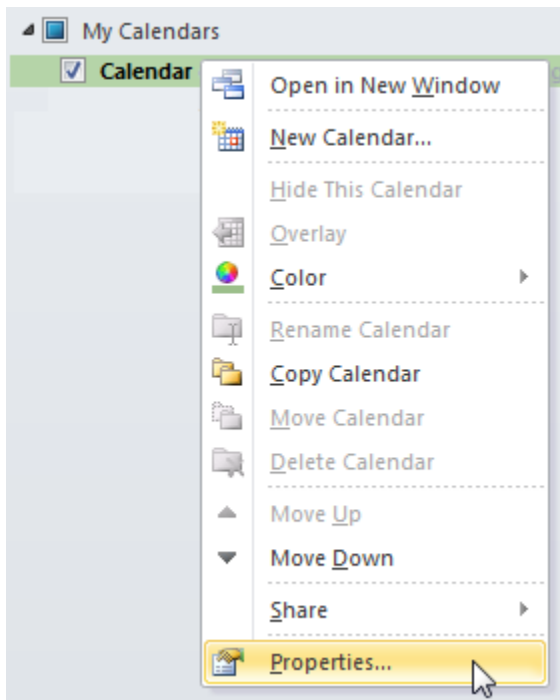 My Calendars
Calendar
Open in New Window
New Calendar...
Hide This Calendar
Overlay
Color
Rename Calendar
Copy Calendar
Move Calendar
Delete Calendar
Move Up
Move Down
Share
Properties...